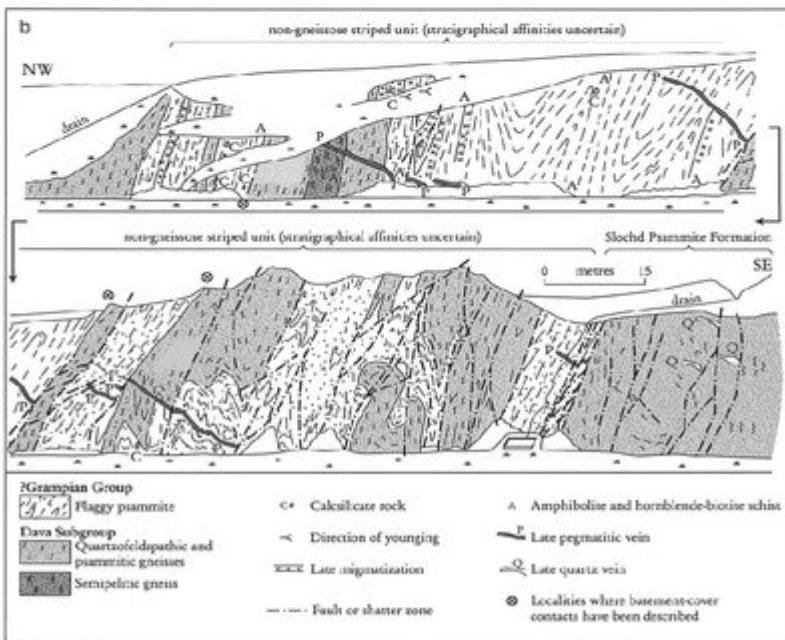 b
non-gneissose striped unit (stratigraphical affinities uncertain)
NW
drain
C
A
A
A
C
P
A
C
P
C
P
P
A
A
P
non-gneissose striped unit (stratigraphical affinities uncertain)
Slochd Psammite Formation
SE
0 metres 15
drain
Q
Q
Q
P
P
C
?Grampian Group
Flaggy psammite
Dava Subgroup
Quartzofeldspathic and
psammitic gneisses
Semipelitic gneiss
C Calcsilicate rock
Direction of younging
Late migmatization
Fault or shatter zone
A Amphibolite and hornblende-biotite schist
P Late pegmatitic vein
Q Late quartz vein
Localities where basement-cover
contacts have been described